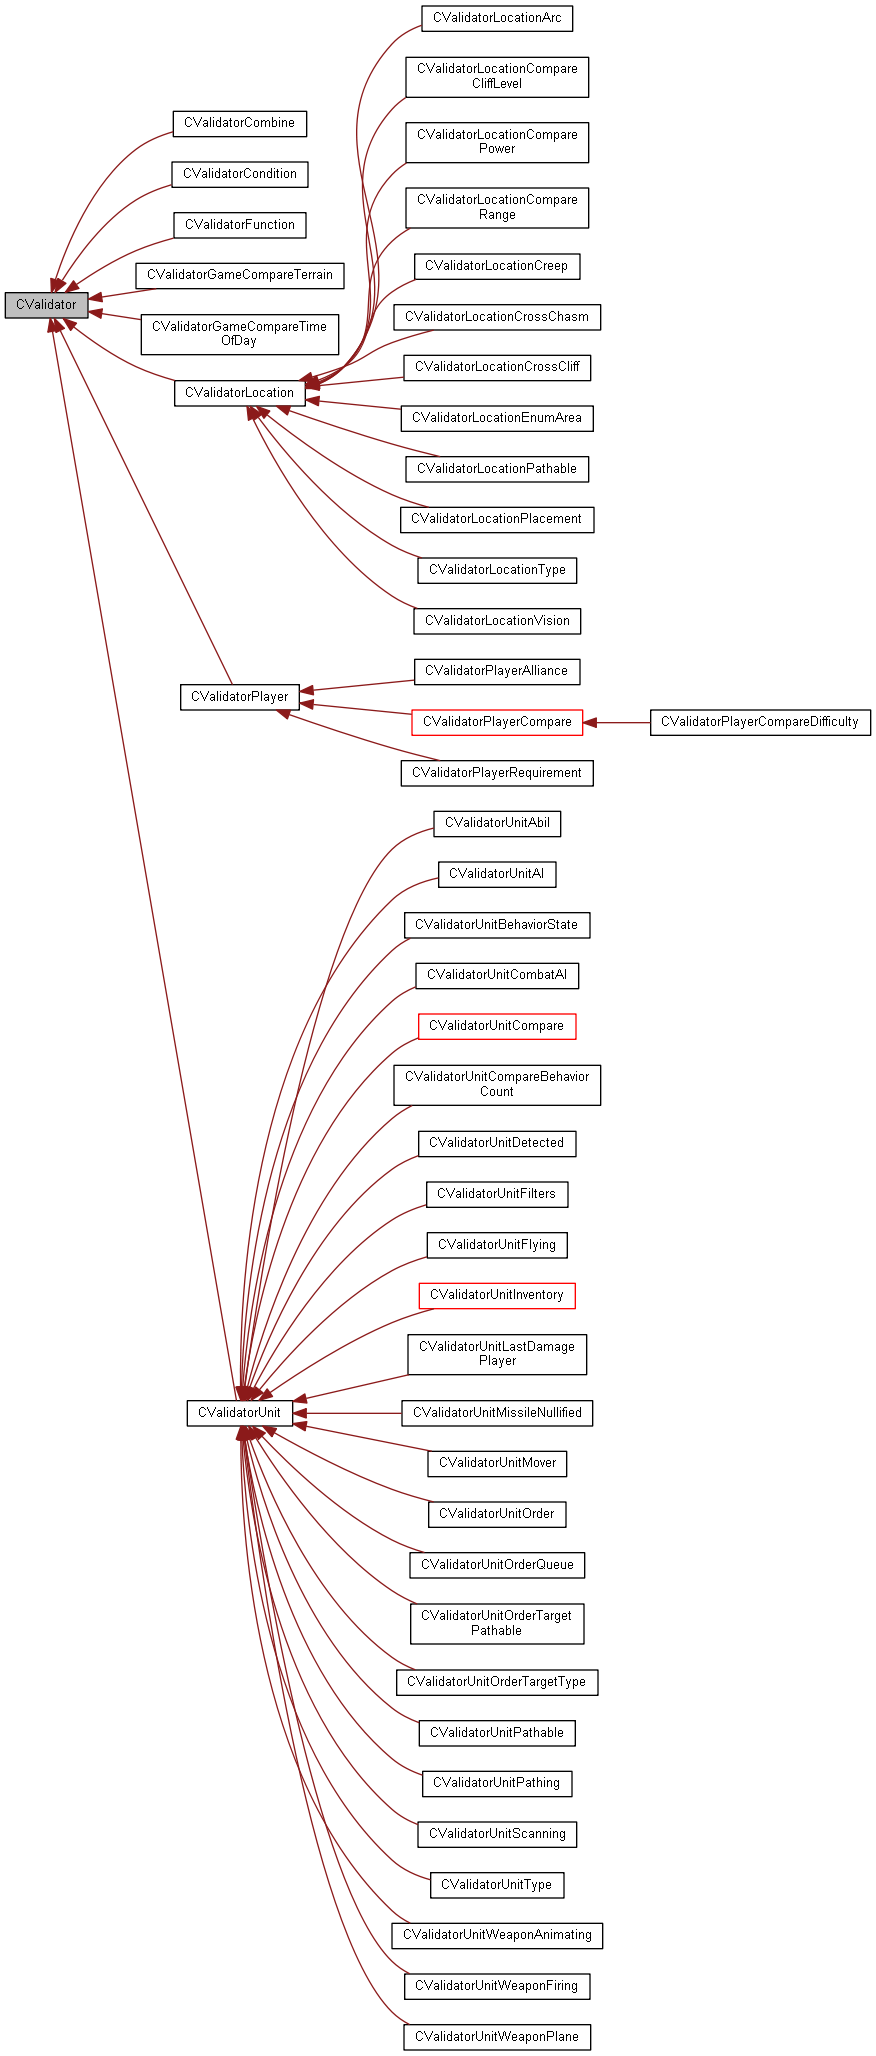 CValidatorLocationArc
CValidatorLocationCompare
CliffLevel
CValidatorCombine
CValidatorLocationCompare
Power
CValidatorCondition
CValidatorLocationCompare
Range
CValidatorFunction
CValidatorLocationCreep
CValidatorGameCompareTerrain
CValidator
CValidatorLocationCrossChasm
CValidatorGameCompareTime
OfDay
CValidatorLocationCrossCliff
CValidatorLocation
CValidatorLocationEnumArea
CValidatorLocationPathable
CValidatorLocationPlacement
CValidatorLocationType
CValidatorLocationVision
CValidatorPlayerAlliance
CValidatorPlayer
CValidatorPlayerCompare
CValidatorPlayerCompareDifficulty
CValidatorPlayerRequirement
CValidatorUnitAbil
CValidatorUnitAI
CValidatorUnitBehaviorState
CValidatorUnitCombatAI
CValidatorUnitCompare
CValidatorUnitCompareBehavior
Count
CValidatorUnitDetected
CValidatorUnitFilters
CValidatorUnitFlying
CValidatorUnitInventory
CValidatorUnitLastDamage
Player
CValidatorUnit
CValidatorUnitMissileNullified
CValidatorUnitMover
CValidatorUnitOrder
CValidatorUnitOrderQueue
CValidatorUnitOrderTarget
Pathable
CValidatorUnitOrderTargetType
CValidatorUnitPathable
CValidatorUnitPathing
CValidatorUnitScanning
CValidatorUnitType
CValidatorUnitWeaponAnimating
CValidatorUnitWeaponFiring
CValidatorUnitWeaponPlane